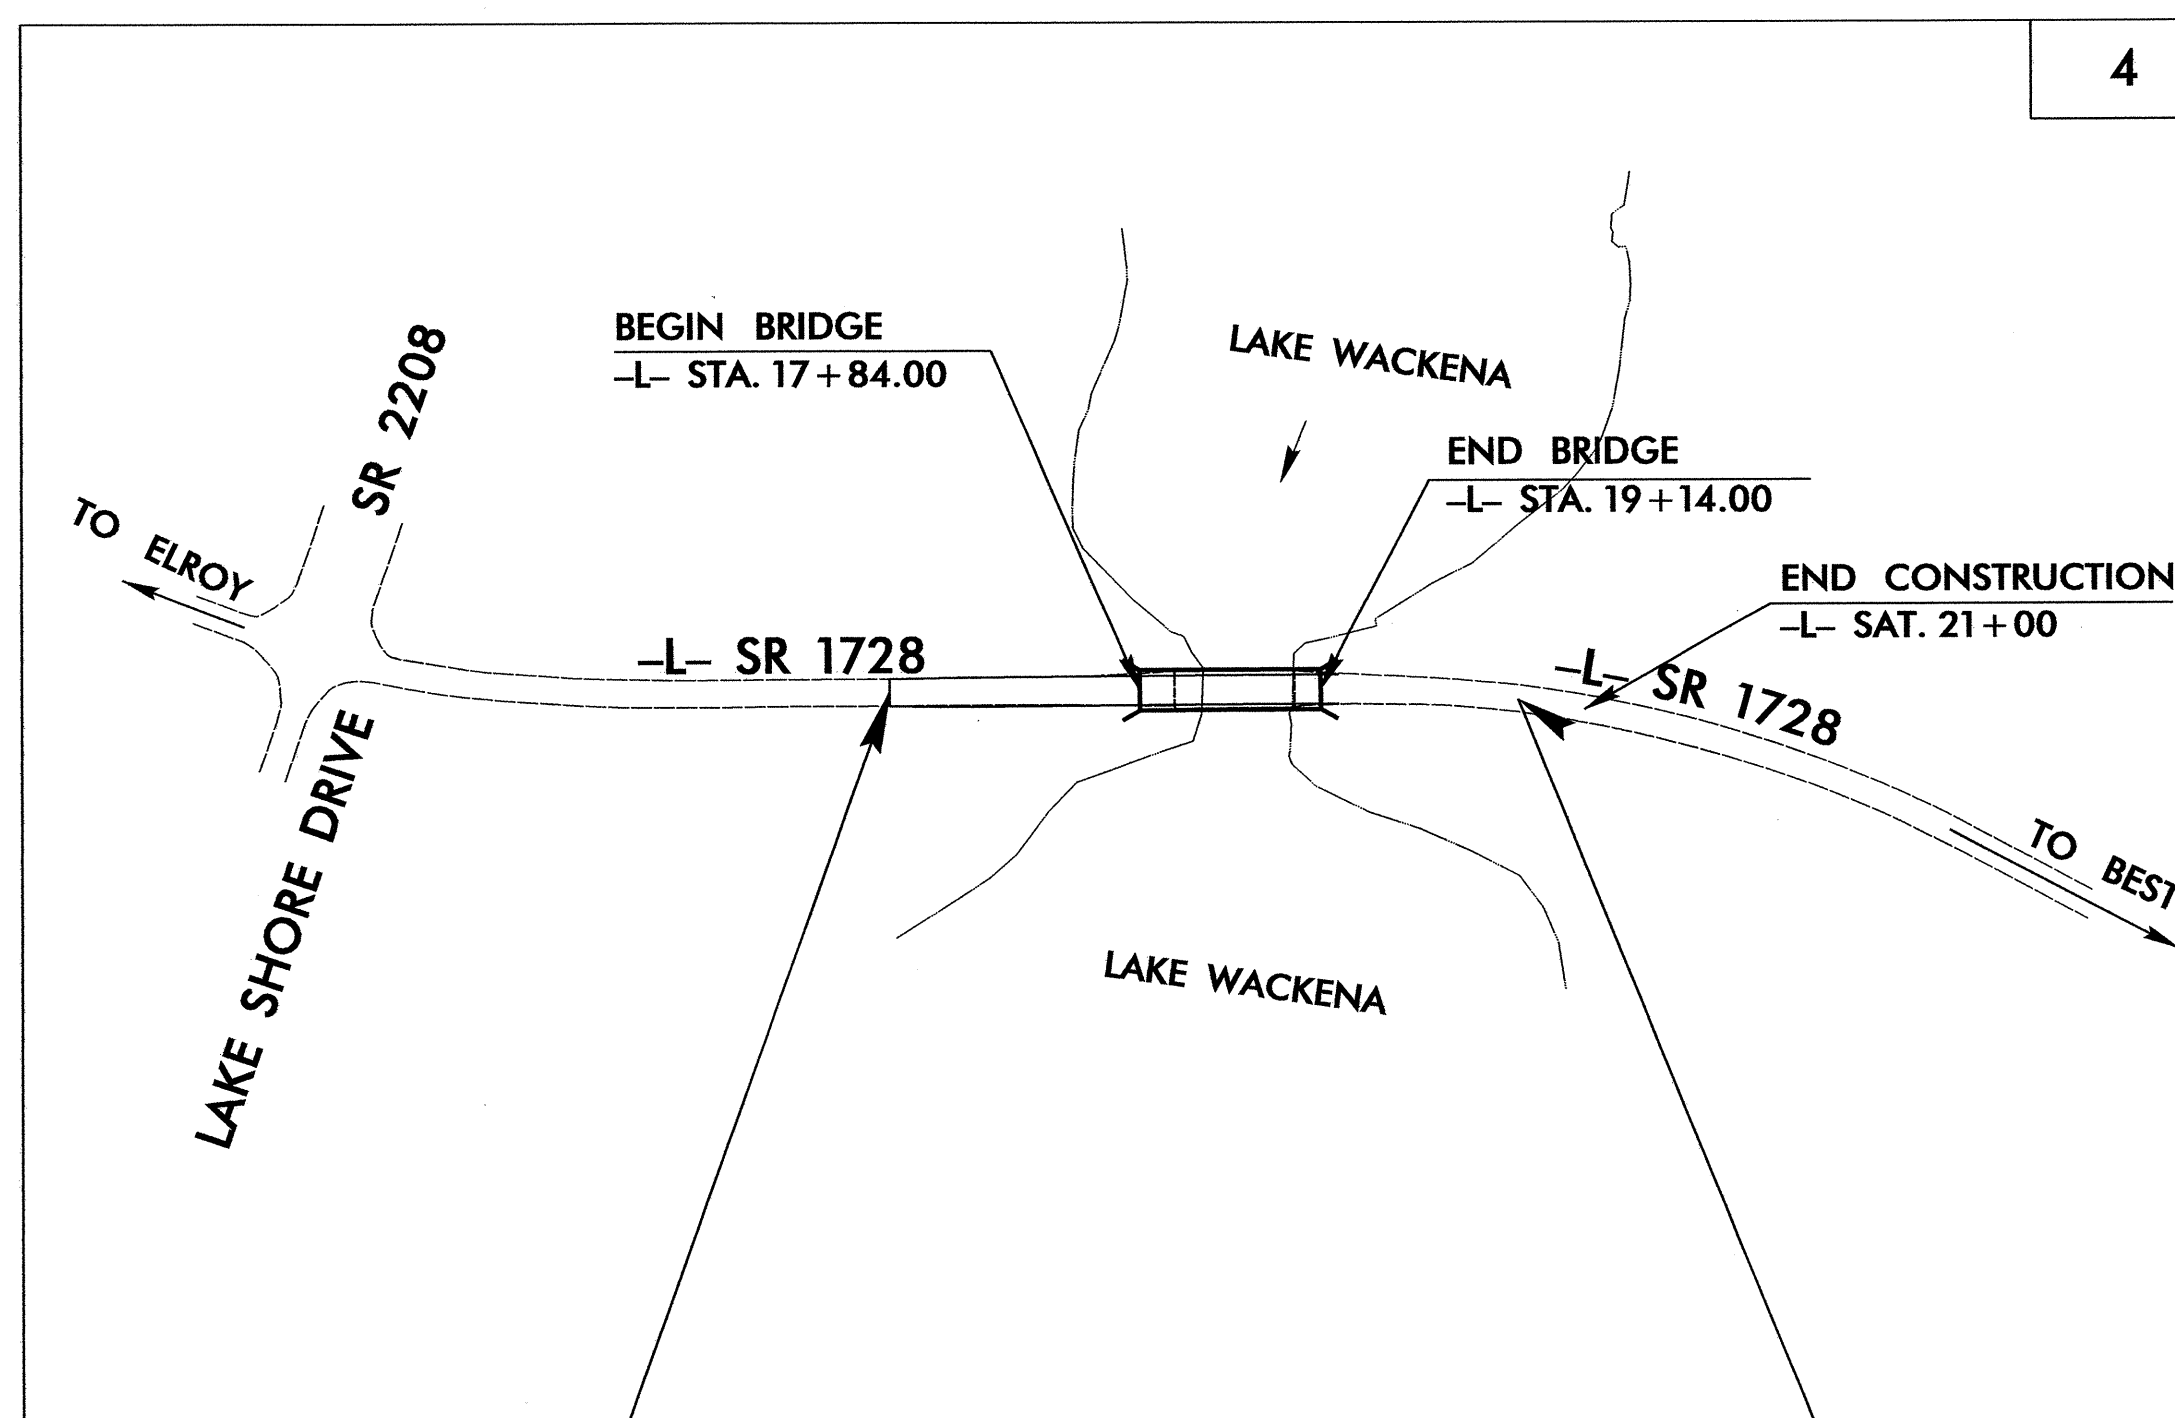 4
BEGIN BRIDGE
-L- STA. 17+84.00
LAKE WACKENA
SR 2208
END BRIDGE
-L- STA. 19+14.00
TO ELROY
END CONSTRUCTION
-L- SAT. 21+00
-L- SR 1728
-L- SR 1728
LAKE SHORE DRIVE
TO BEST
LAKE WACKENA